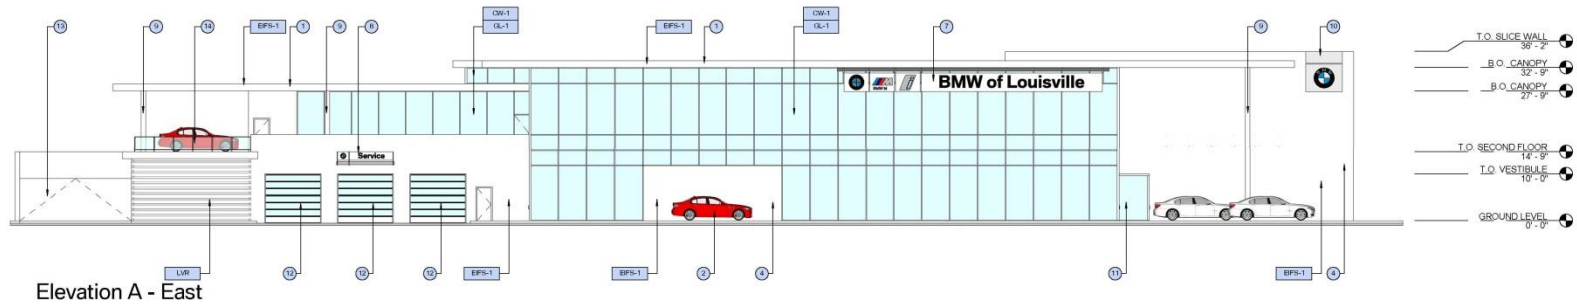 CW-1
GL-1
CW-1
GL-1
13
9
14
EIFS-1
1
9
8
EIFS-1
1
7
9
10
T.O. SLICE WALL
36' - 2"
B.O. CANOPY
32' - 9"
B.O. CANOPY
27' - 9"
BMW of Louisville
Service
T.O. SECOND FLOOR
14' - 9"
T.O. VESTIBULE
10' - 0"
GROUND LEVEL
0' - 0"
LVR
12
12
12
EIFS-1
EIFS-1
2
4
11
EIFS-1
4
Elevation A - East